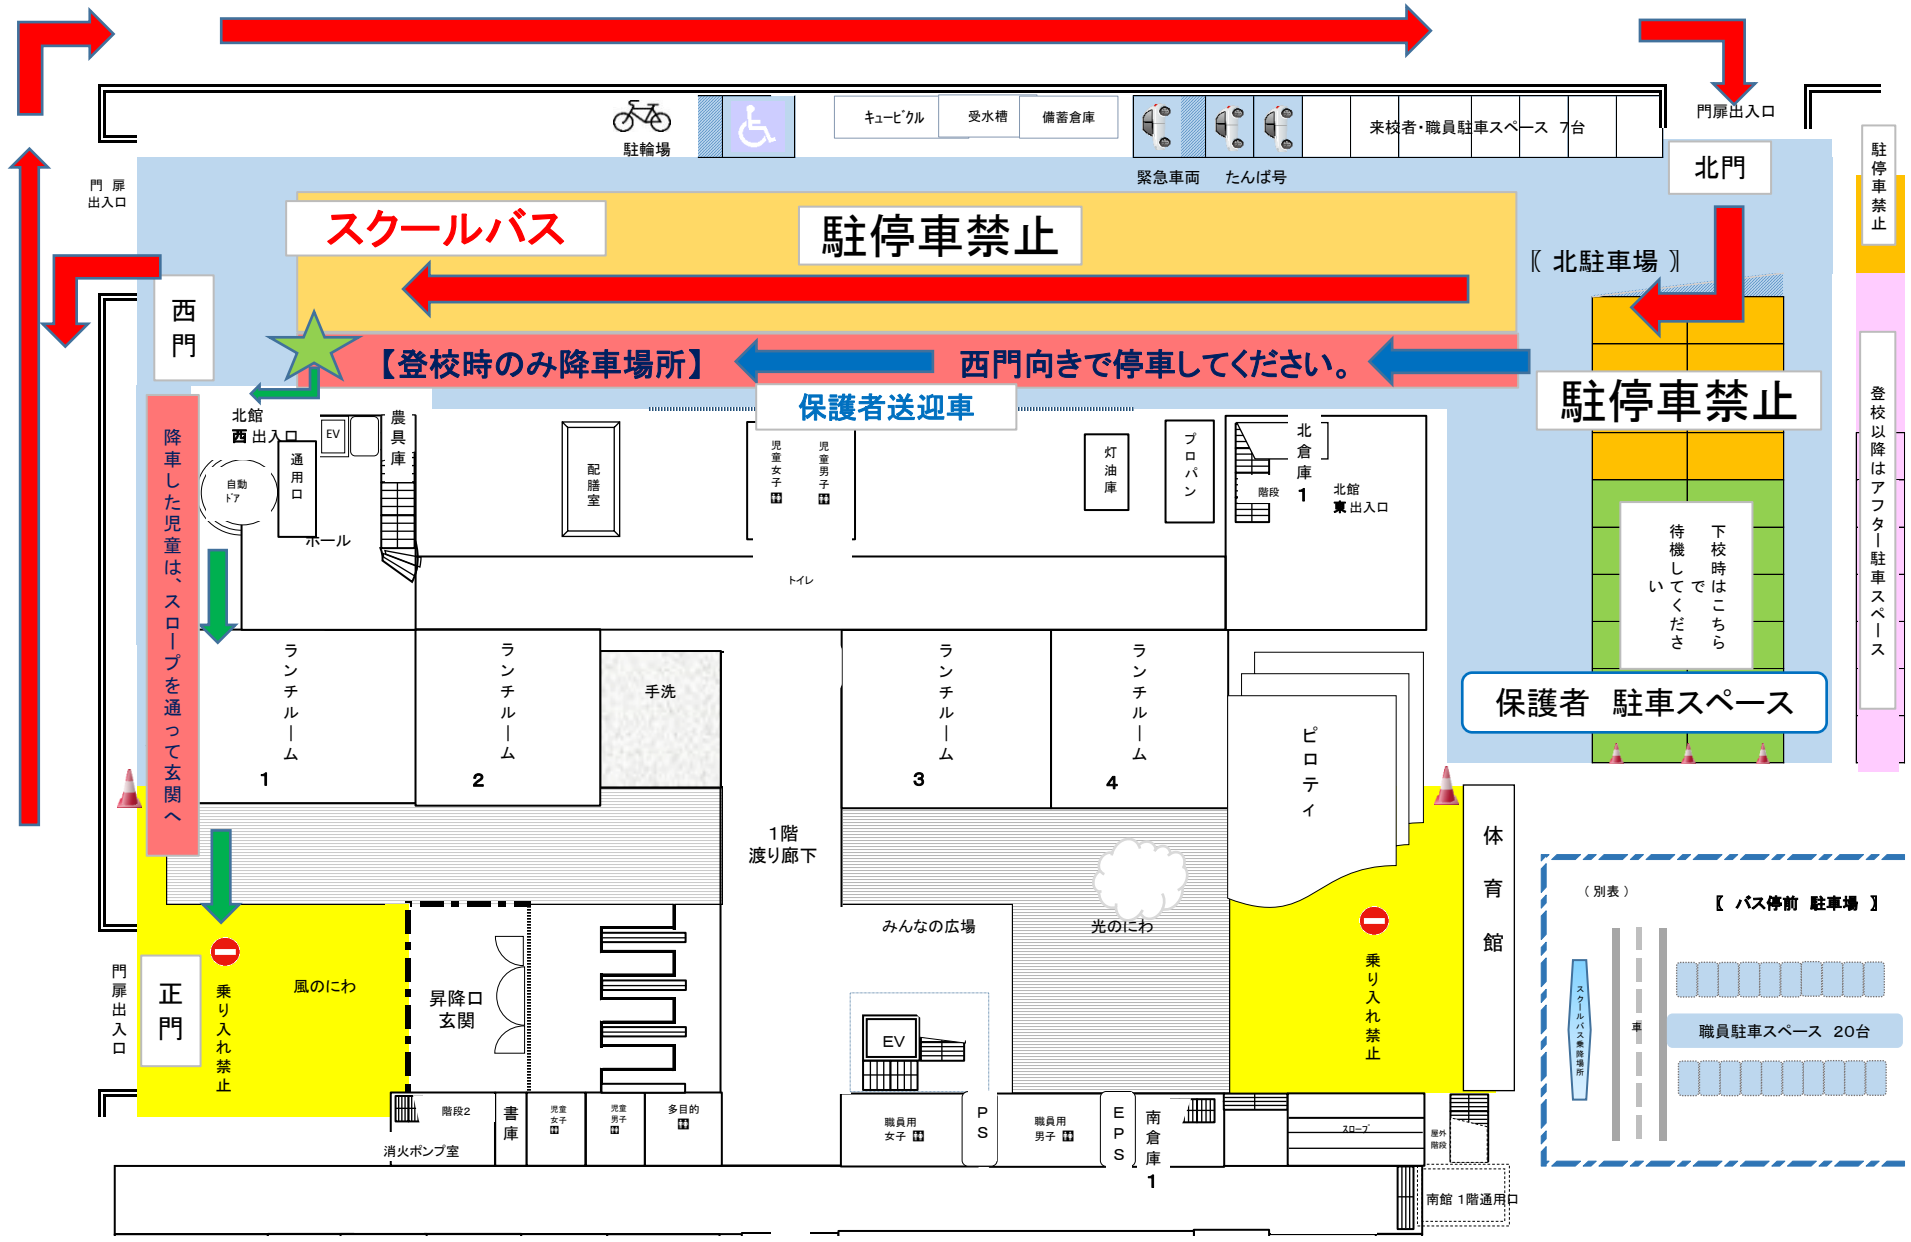 門扉出入口
駐輪場
キュービクル
受水槽
備蓄倉庫
来校者・職員駐車スペース 7台
緊急車両
たんば号
北門
駐停車禁止
門 扉
出入口
スクールバス
駐停車禁止
〖 北駐車場 〗
西門
【登校時のみ降車場所】
西門向きで停車してください。
保護者送迎車
駐停車禁止
登校以降はアフター駐車スペース
北館
西 出入口
EV
農具庫
通用口
自動
ドア
ホール
配膳室
児童女子
児童男子
灯油庫
プロパン
北倉庫1
階段
北館
東 出入口
トイレ
降車した児童は、スロープを通って玄関へ
下校時はこちら
で
待機してくださ
い
保護者 駐車スペース
ランチルーム
1
ランチルーム
2
手洗
ランチルーム
3
ランチルーム
4
ピロティ
1階
渡り廊下
体育館
みんなの広場
光のにわ
乗り入れ禁止
門扉出入口
正門
乗り入れ禁止
風のにわ
昇降口
玄関
EV
（別表）
〖 バス停前 駐車場 〗
スクールバス乗降場所
車
職員駐車スペース 20台
階段2
消火ポンプ室
書庫
児童
女子
児童
男子
多目的
職員用
女子
PS
職員用
男子
EPS
南倉庫1
スロープ
屋外
階段
南館 1階通用口